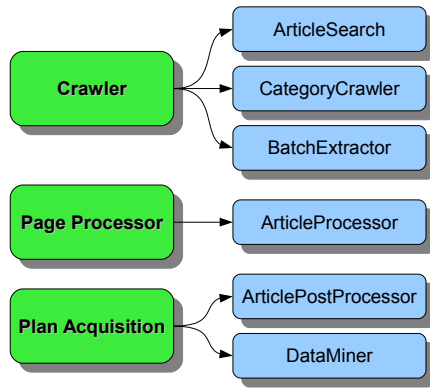 Crawler
ArticleSearch
CategoryCrawler
BatchExtractor
Page Processor
ArticleProcessor
Plan Acquisition
ArticlePostProcessor
DataMiner